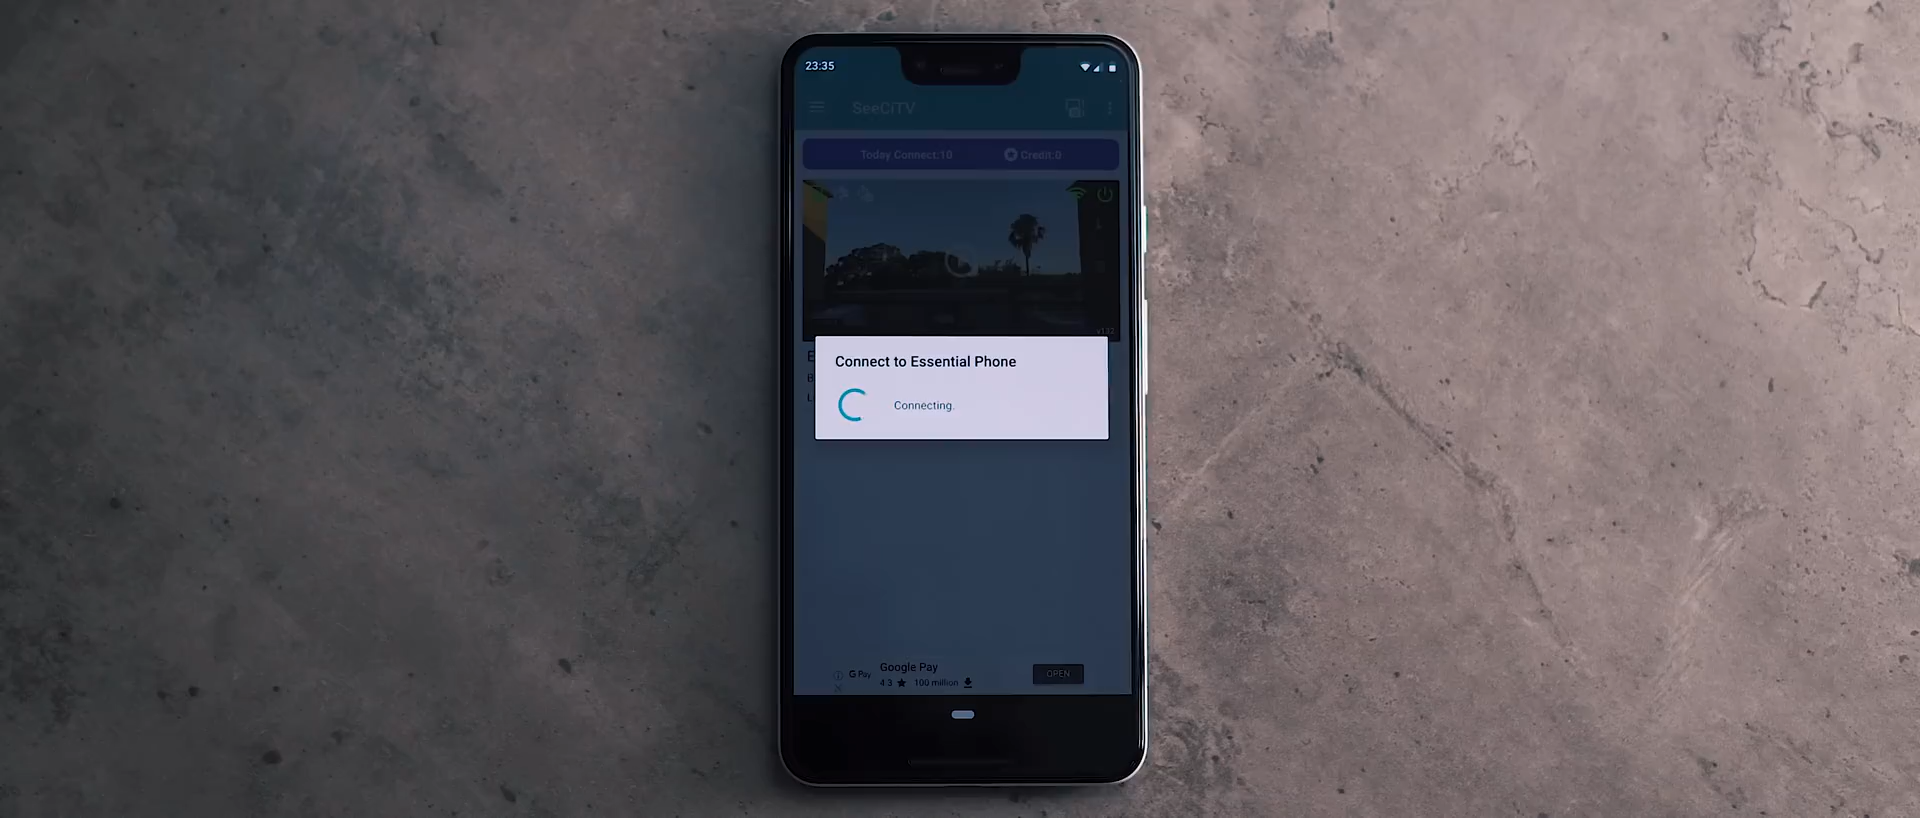 23:35
SeeCiTV
Today Connect:10 Credit:0
v132
E
Connect to Essential Phone
B
L
Connecting.
Google Pay
G Pay
4.3 ★ 100 million
OPEN